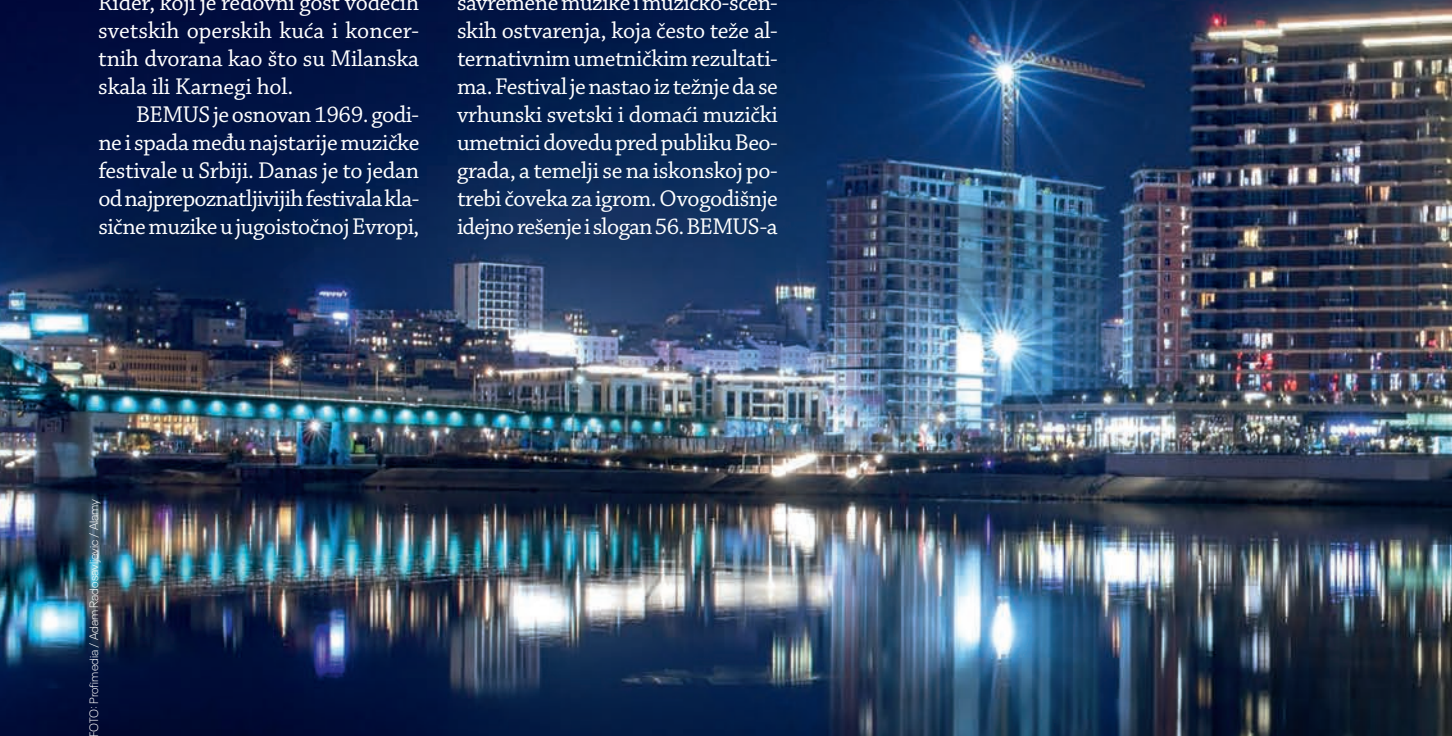 Rider, koji je redovni gost vodećih
svetskih operskih kuća i koncer-
tnih dvorana kao što su Milanska
skala ili Karnegi hol.
BEMUS je osnovan 1969. godi-
ne i spada među najstarije muzičke
festivale u Srbiji. Danas je to jedan
od najprepoznatljivijih festivala kla-
sične muzike u jugoistočnoj Evropi,
savremene muzike i muzičko-scen-
skih ostvarenja, koja često teže al-
ternativnim umetničkim rezultati-
ma. Festival je nastao iz težnje da se
vrhunski svetski i domaći muzički
umetnici dovedu pred publiku Beo-
grada, a temelji se na iskonskoj po-
trebi čoveka za igrom. Ovogodišnje
idejno rešenje i slogan 56. BEMUS-a
FOTO: Profimedia / Adam Radosavljevic / Alamy